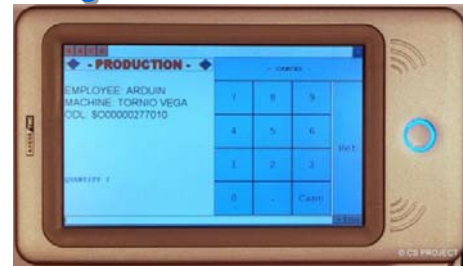 - PRODUCTION -
EMPLOYEE: ARDUIN
MACHINE: TORNIO VEGA
ODL: SO00000277010
QUANTITY :
7 8 9
4 5 6
1 2 3
0 . Canc
Ret
© CS PROJECT